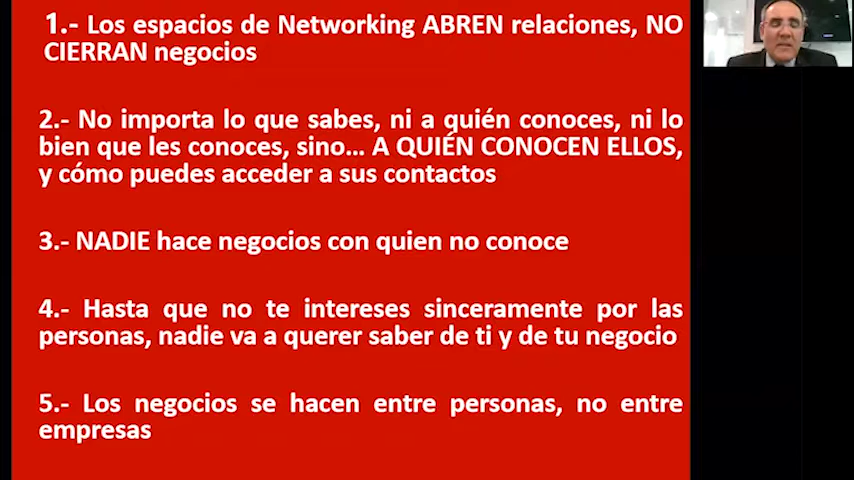 1.- Los espacios de Networking ABREN relaciones, NO
CIERRAN negocios
2.- No importa lo que sabes, ni a quién conoces, ni lo
bien que les conoces, sino... A QUIÉN CONOCEN ELLOS,
y cómo puedes acceder a sus contactos
3.- NADIE hace negocios con quien no conoce
4.- Hasta que no te intereses sinceramente por las
personas, nadie va a querer saber de ti y de tu negocio
5.- Los negocios se hacen entre personas, no entre
empresas